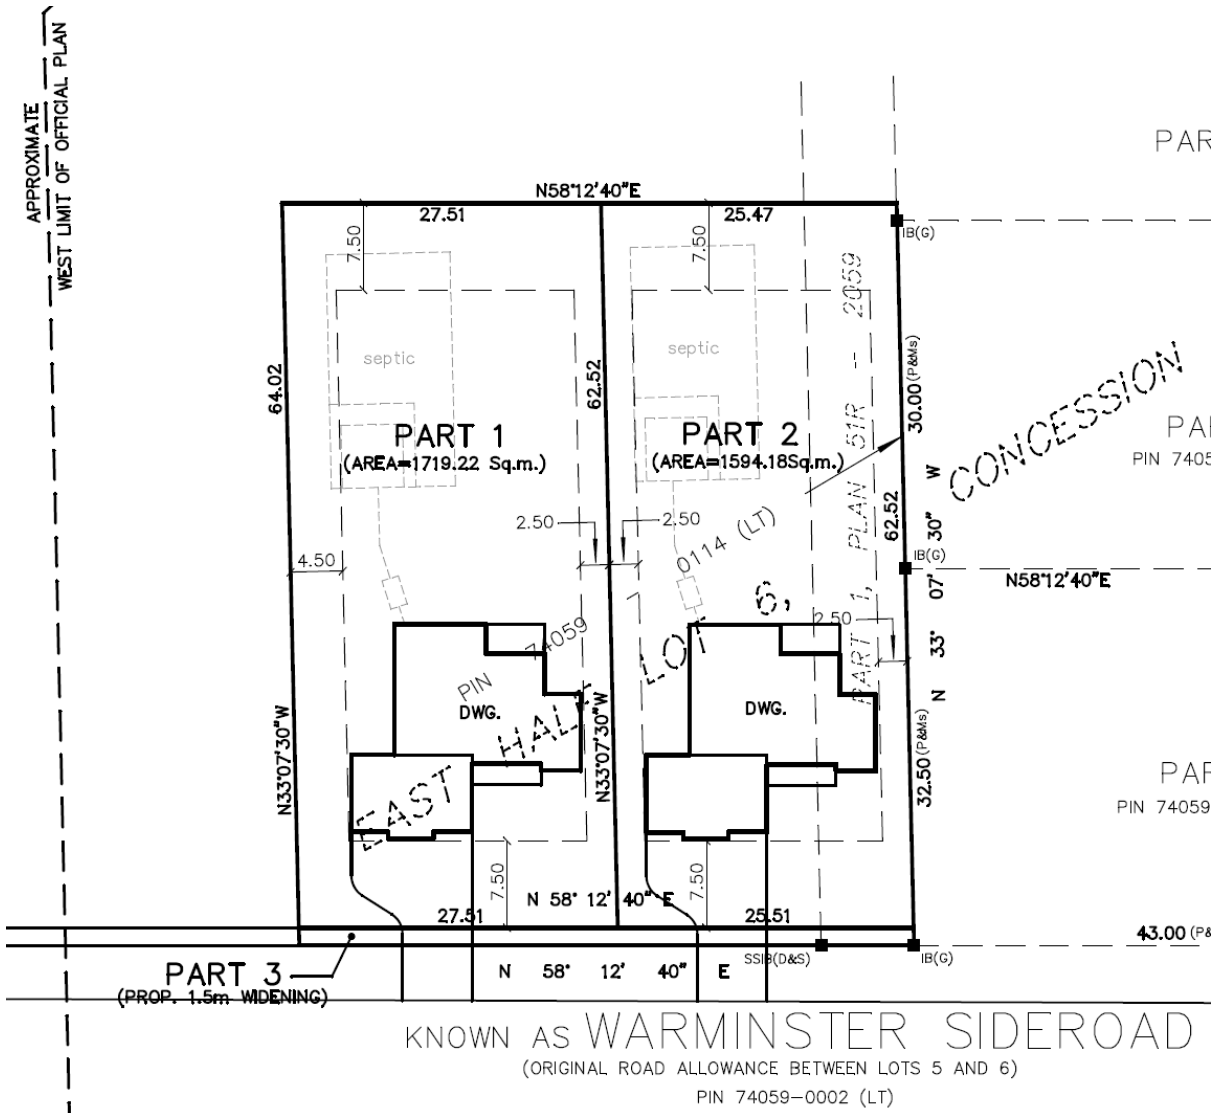 APPROXIMATE
WEST LIMIT OF OFFICIAL PLAN
PAR
N58°12'40"E
27.51
25.47
7.50
7.50
IB(G)
PART 1, PLAN 51R -- 2059
septic
septic
64.02
62.52
30.00 (P&Ms)
CONCESSION
PART 1
(AREA=1719.22 Sq.m.)
PART 2
(AREA=1594.18Sq.m.)
PAR
PIN 7405
62.52
2.50
2.50
4.50
PIN 74059 0114 (LT)
IB(G)
N58°12'40"E
N 33° 07' 30" W
EAST HALF LOT 6,
2.50
DWG.
DWG.
N33°07'30"W
N33°07'30"W
32.50 (P&Ms)
PAR
PIN 74059
7.50
7.50
N 58° 12' 40" E
27.51
25.51
43.00 (P&
PART 3
(PROP. 1.5m WIDENING)
N 58° 12' 40" E
SSIB(D&S)
IB(G)
KNOWN AS WARMINSTER SIDEROAD
(ORIGINAL ROAD ALLOWANCE BETWEEN LOTS 5 AND 6)
PIN 74059-0002 (LT)